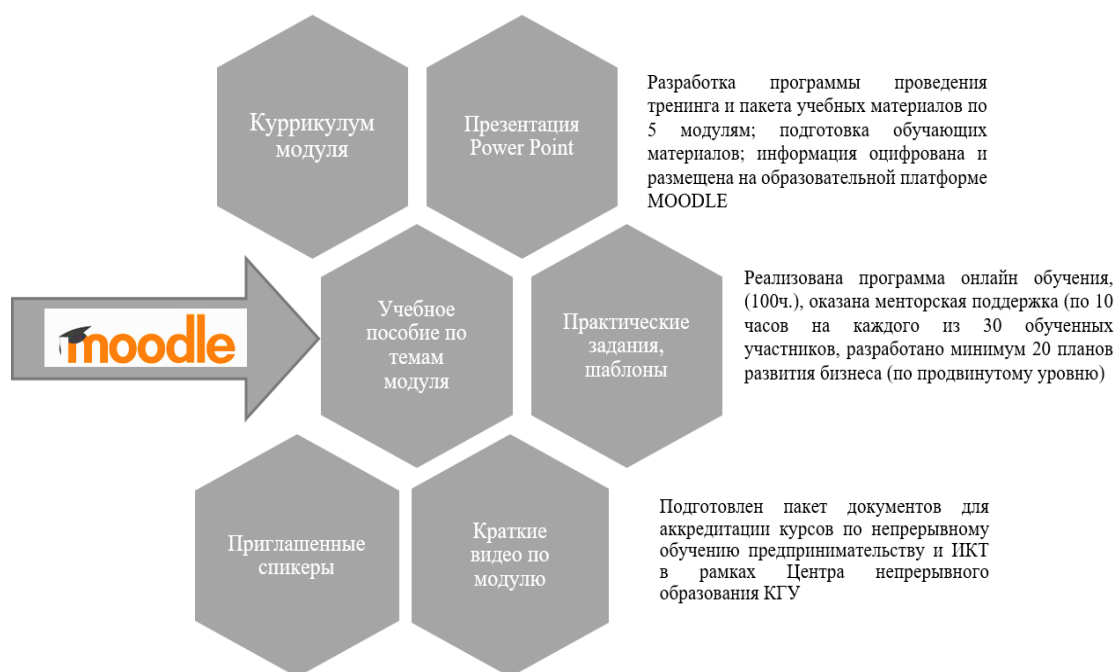 Куррикулум
модуля
Презентация
Power Point
Разработка программы проведения
тренинга и пакета учебных материалов по
5 модулям; подготовка обучающих
материалов; информация оцифрована и
размещена на образовательной платформе
MOODLE
moodle
Учебное
пособие по
темам
модуля
Практические
задания,
шаблоны
Реализована программа онлайн обучения,
(100ч.), оказана менторская поддержка (по 10
часов на каждого из 30 обученных
участников, разработано минимум 20 планов
развития бизнеса (по продвинутому уровню)
Приглашенные
спикеры
Краткие
видео по
модулю
Подготовлен пакет документов для
аккредитации курсов по непрерывному
обучению предпринимательству и ИКТ
в рамках Центра непрерывного
образования КГУ